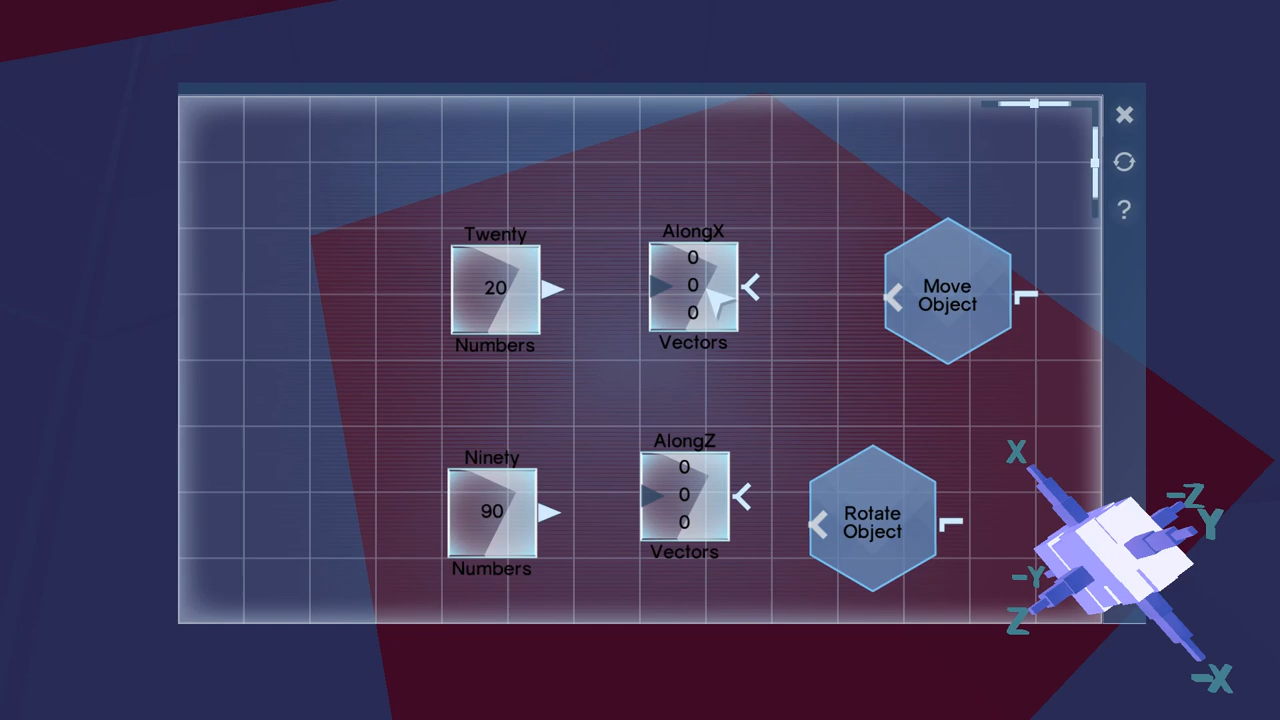 Twenty
20
Numbers
AlongX
0
0
0
Vectors
Move
Object
Ninety
90
Numbers
AlongZ
0
0
0
Vectors
Rotate
Object
?
X
-Z
Y
-Y
Z
-X